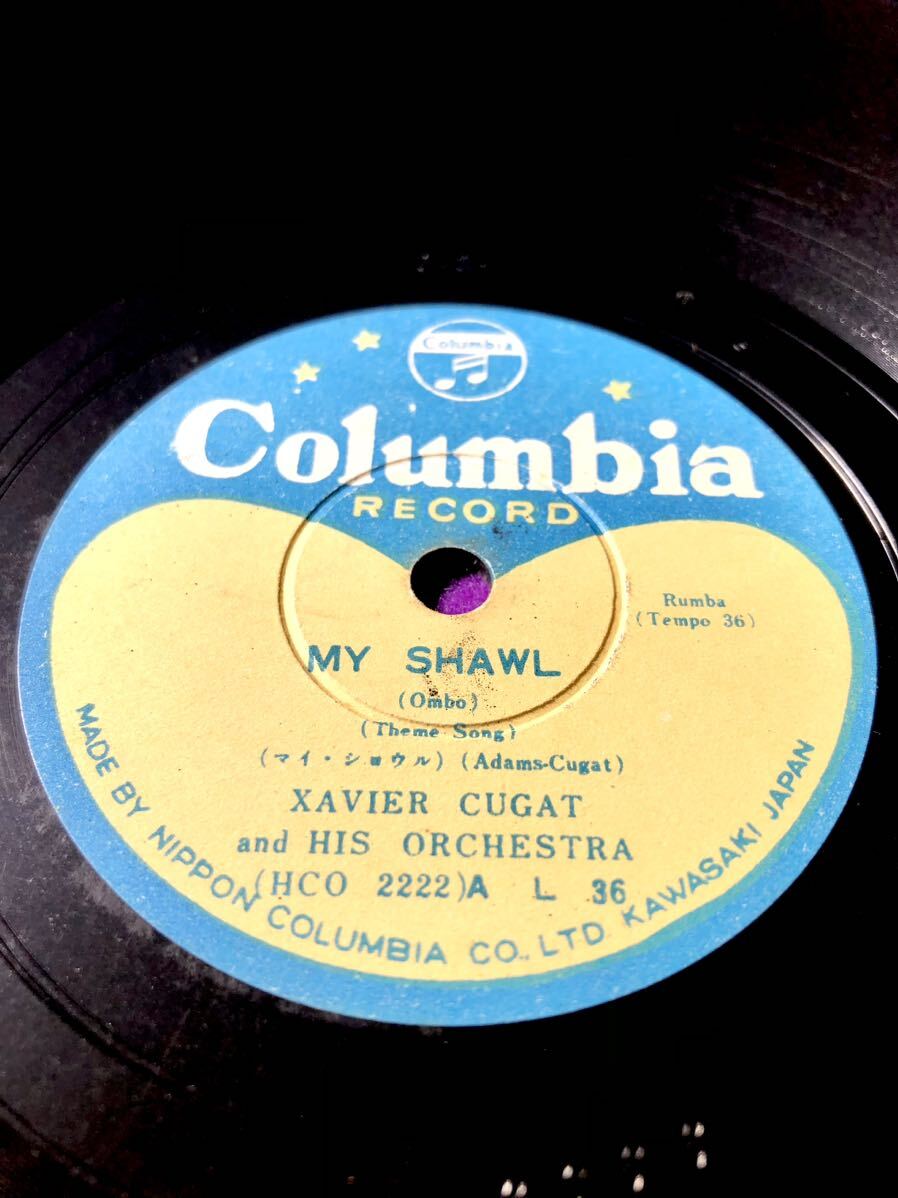 Columbia
Columbia
RECORD
Rumba
(Tempo 36)
MY SHAWL
(Ombo)
(Theme Song)
(マイ・ショウル) (Adams-Cugat)
XAVIER CUGAT
and HIS ORCHESTRA
(HCO 2222)A L 36
MADE BY NIPPON COLUMBIA CO., LTD KAWASAKI JAPAN